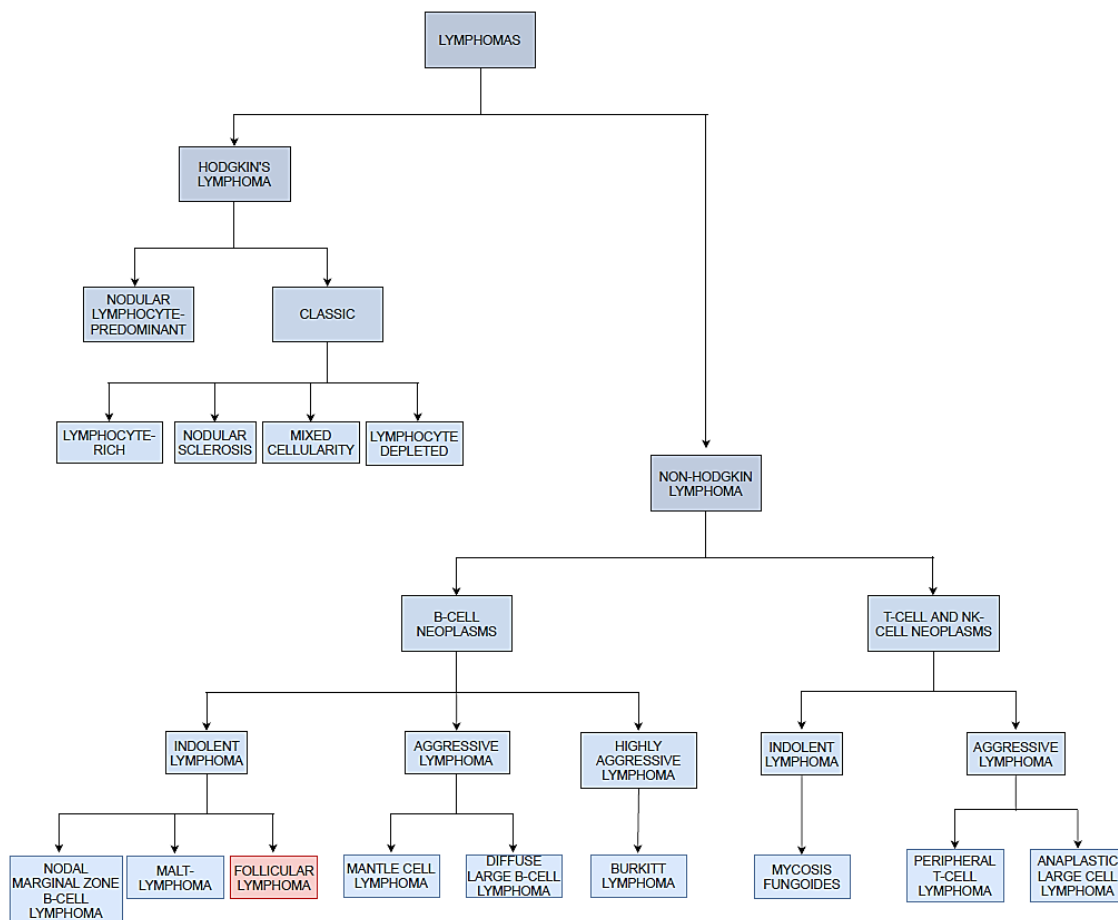 LYMPHOMAS
HODGKIN'S
LYMPHOMA
NODULAR
LYMPHOCYTE-
PREDOMINANT
CLASSIC
LYMPHOCYTE-
RICH
NODULAR
SCLEROSIS
MIXED
CELLULARITY
LYMPHOCYTE
DEPLETED
NON-HODGKIN
LYMPHOMA
B-CELL
NEOPLASMS
T-CELL AND NK-
CELL NEOPLASMS
INDOLENT
LYMPHOMA
AGGRESSIVE
LYMPHOMA
HIGHLY
AGGRESSIVE
LYMPHOMA
INDOLENT
LYMPHOMA
AGGRESSIVE
LYMPHOMA
NODAL
MARGINAL ZONE
B-CELL
LYMPHOMA
MALT-
LYMPHOMA
FOLLICULAR
LYMPHOMA
MANTLE CELL
LYMPHOMA
DIFFUSE
LARGE B-CELL
LYMPHOMA
BURKITT
LYMPHOMA
MYCOSIS
FUNGOIDES
PERIPHERAL
T-CELL
LYMPHOMA
ANAPLASTIC
LARGE CELL
LYMPHOMA